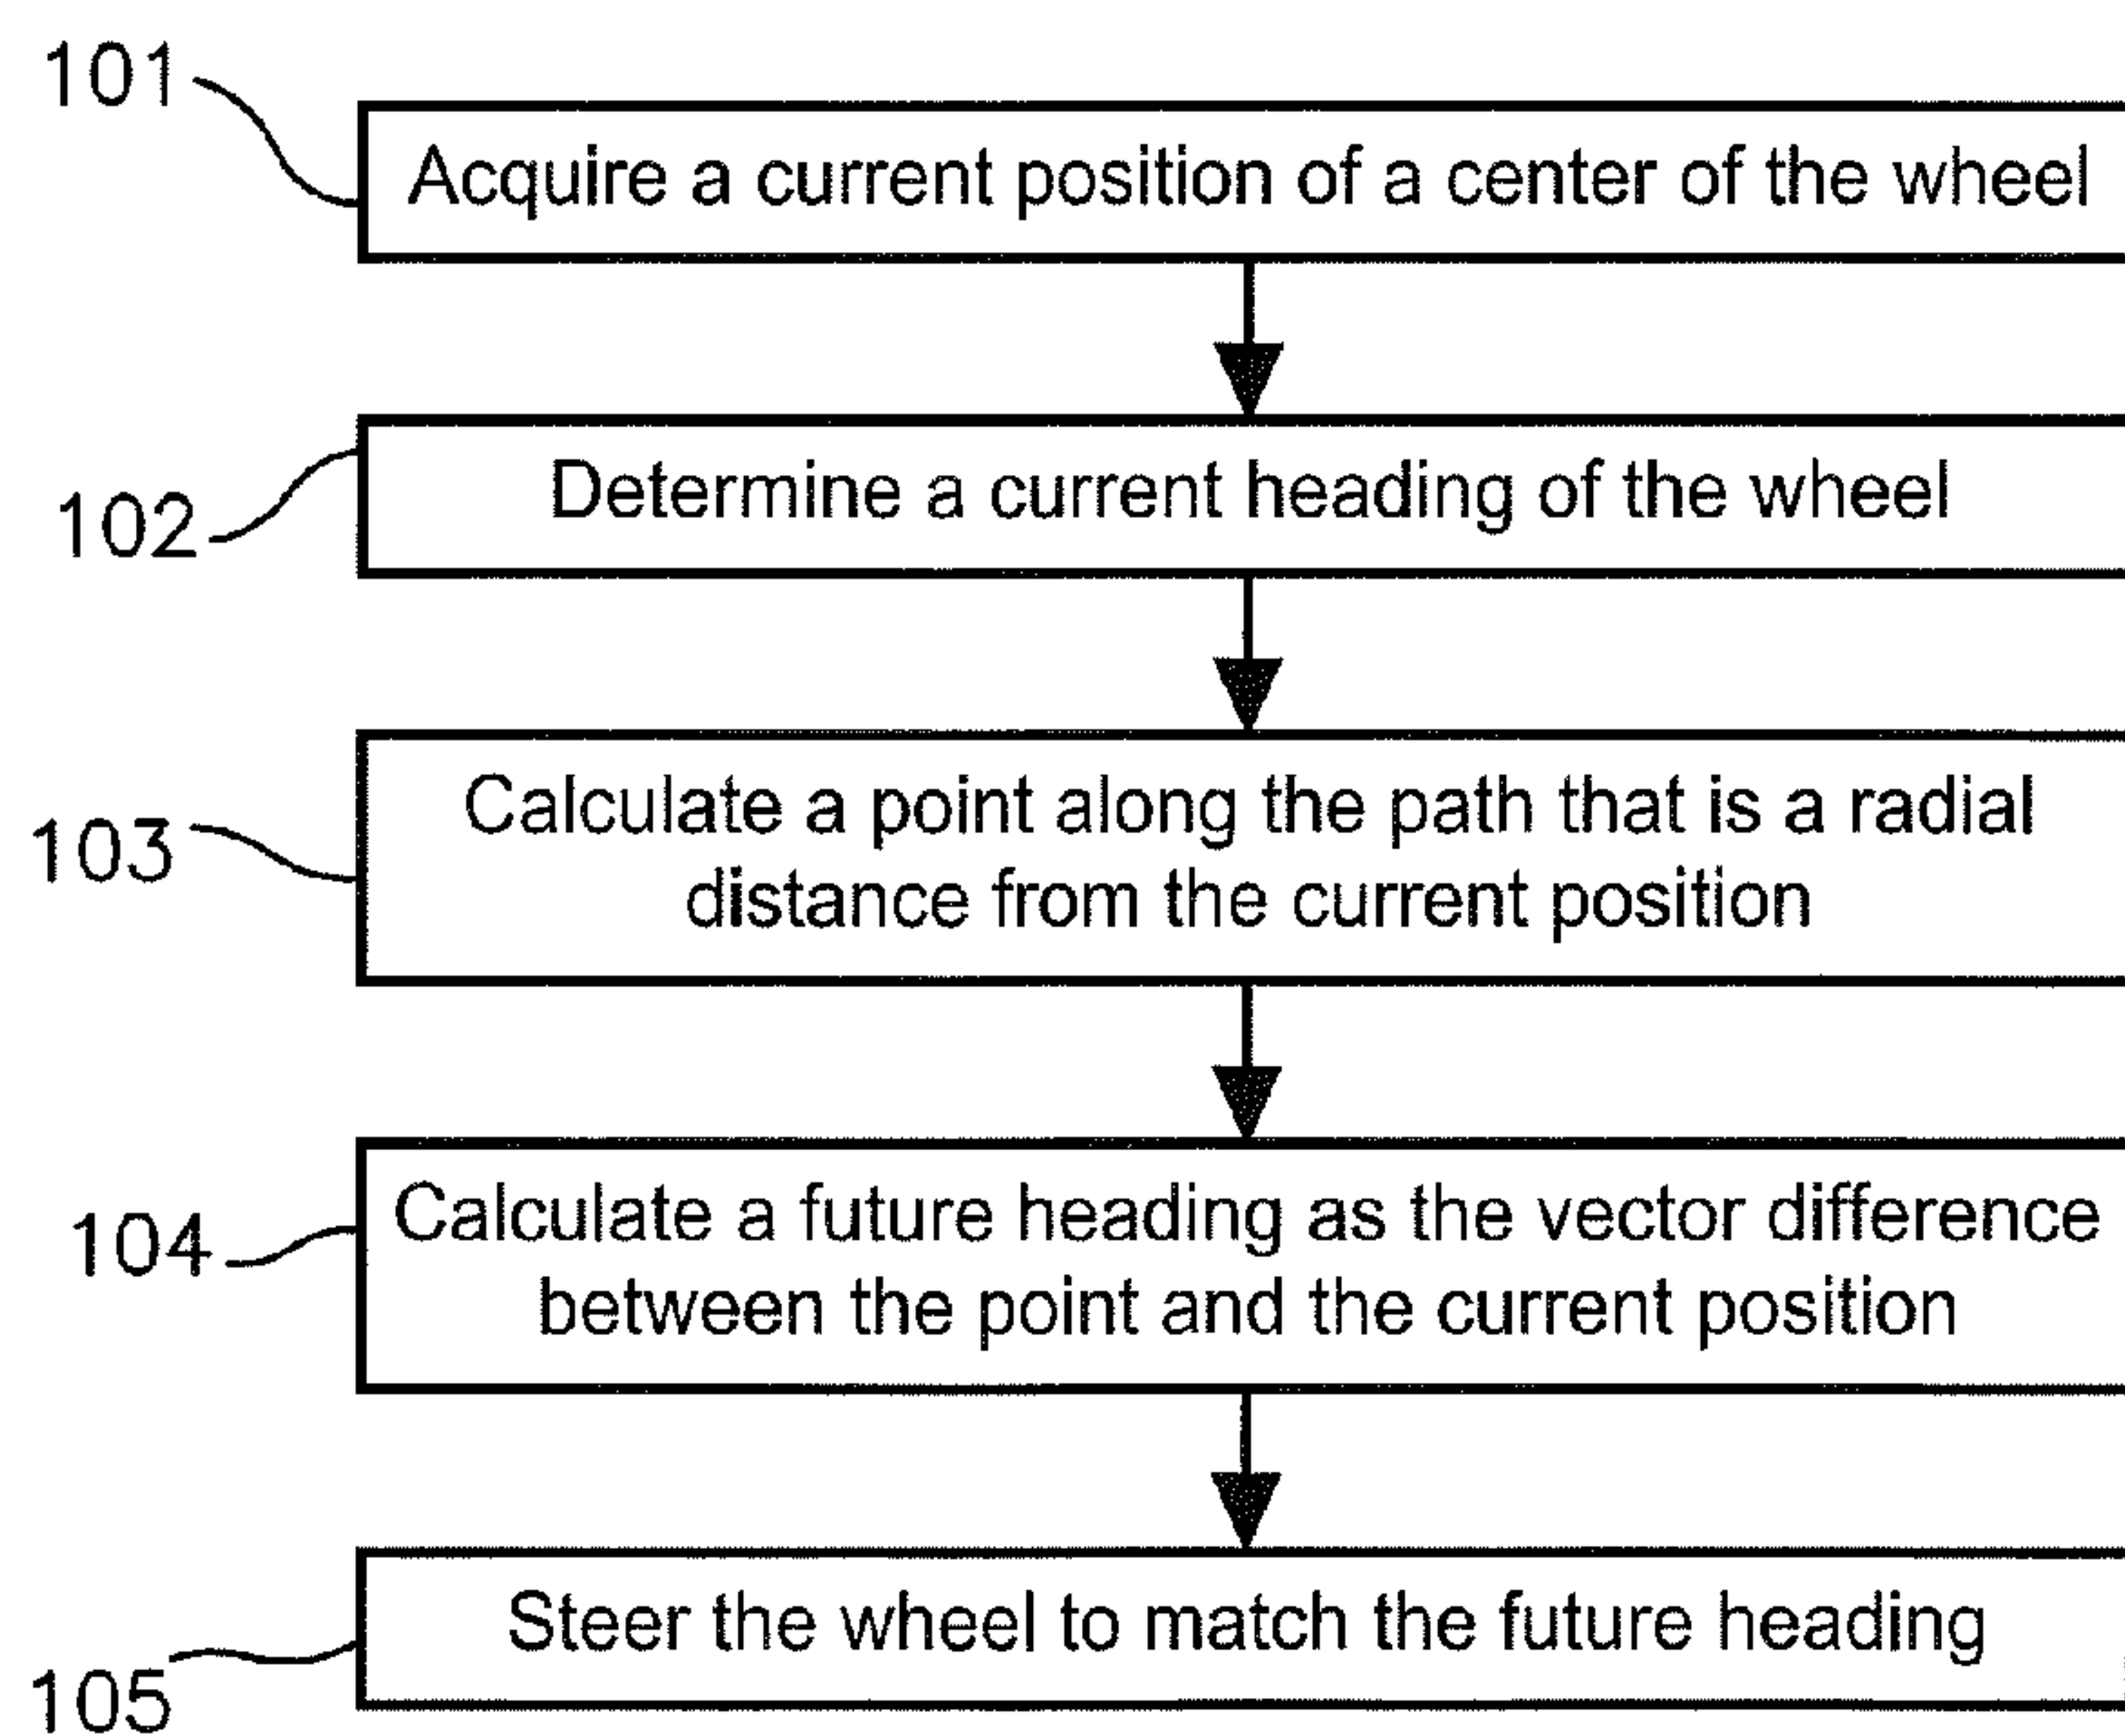 101
Acquire a current position of a center of the wheel
102
Determine a current heading of the wheel
103
Calculate a point along the path that is a radial
distance from the current position
104
Calculate a future heading as the vector difference
between the point and the current position
105
Steer the wheel to match the future heading